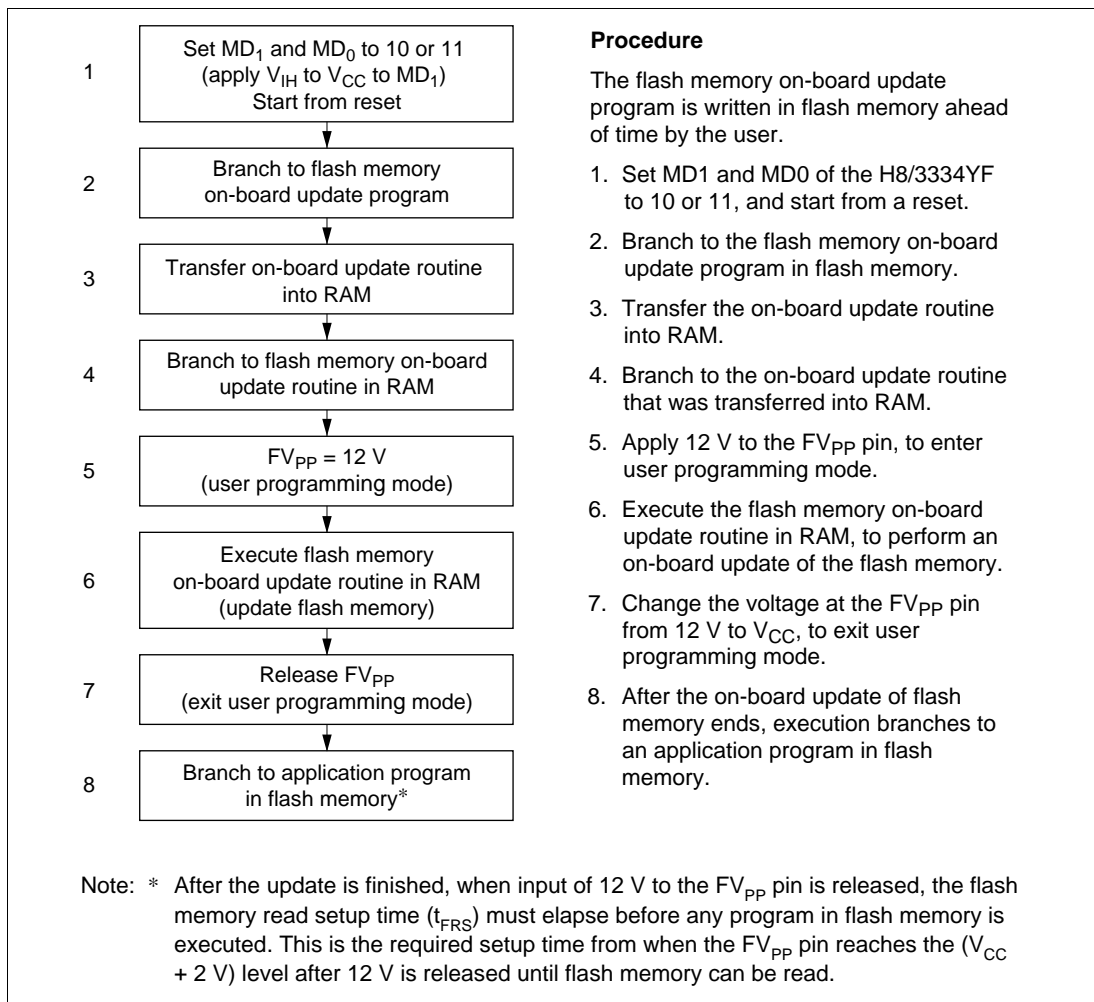 1
Set MD₁ and MD₀ to 10 or 11
(apply V_IH to V_CC to MD₁)
Start from reset
2
Branch to flash memory
on-board update program
3
Transfer on-board update routine
into RAM
4
Branch to flash memory on-board
update routine in RAM
5
FV_PP = 12 V
(user programming mode)
6
Execute flash memory
on-board update routine in RAM
(update flash memory)
7
Release FV_PP
(exit user programming mode)
8
Branch to application program
in flash memory*
Procedure
The flash memory on-board update
program is written in flash memory ahead
of time by the user.
1. Set MD1 and MD0 of the H8/3334YF
to 10 or 11, and start from a reset.
2. Branch to the flash memory on-board
update program in flash memory.
3. Transfer the on-board update routine
into RAM.
4. Branch to the on-board update routine
that was transferred into RAM.
5. Apply 12 V to the FV_PP pin, to enter
user programming mode.
6. Execute the flash memory on-board
update routine in RAM, to perform an
on-board update of the flash memory.
7. Change the voltage at the FV_PP pin
from 12 V to V_CC, to exit user
programming mode.
8. After the on-board update of flash
memory ends, execution branches to
an application program in flash
memory.
Note: * After the update is finished, when input of 12 V to the FV_PP pin is released, the flash
memory read setup time (t_FRS) must elapse before any program in flash memory is
executed. This is the required setup time from when the FV_PP pin reaches the (V_CC
+ 2 V) level after 12 V is released until flash memory can be read.